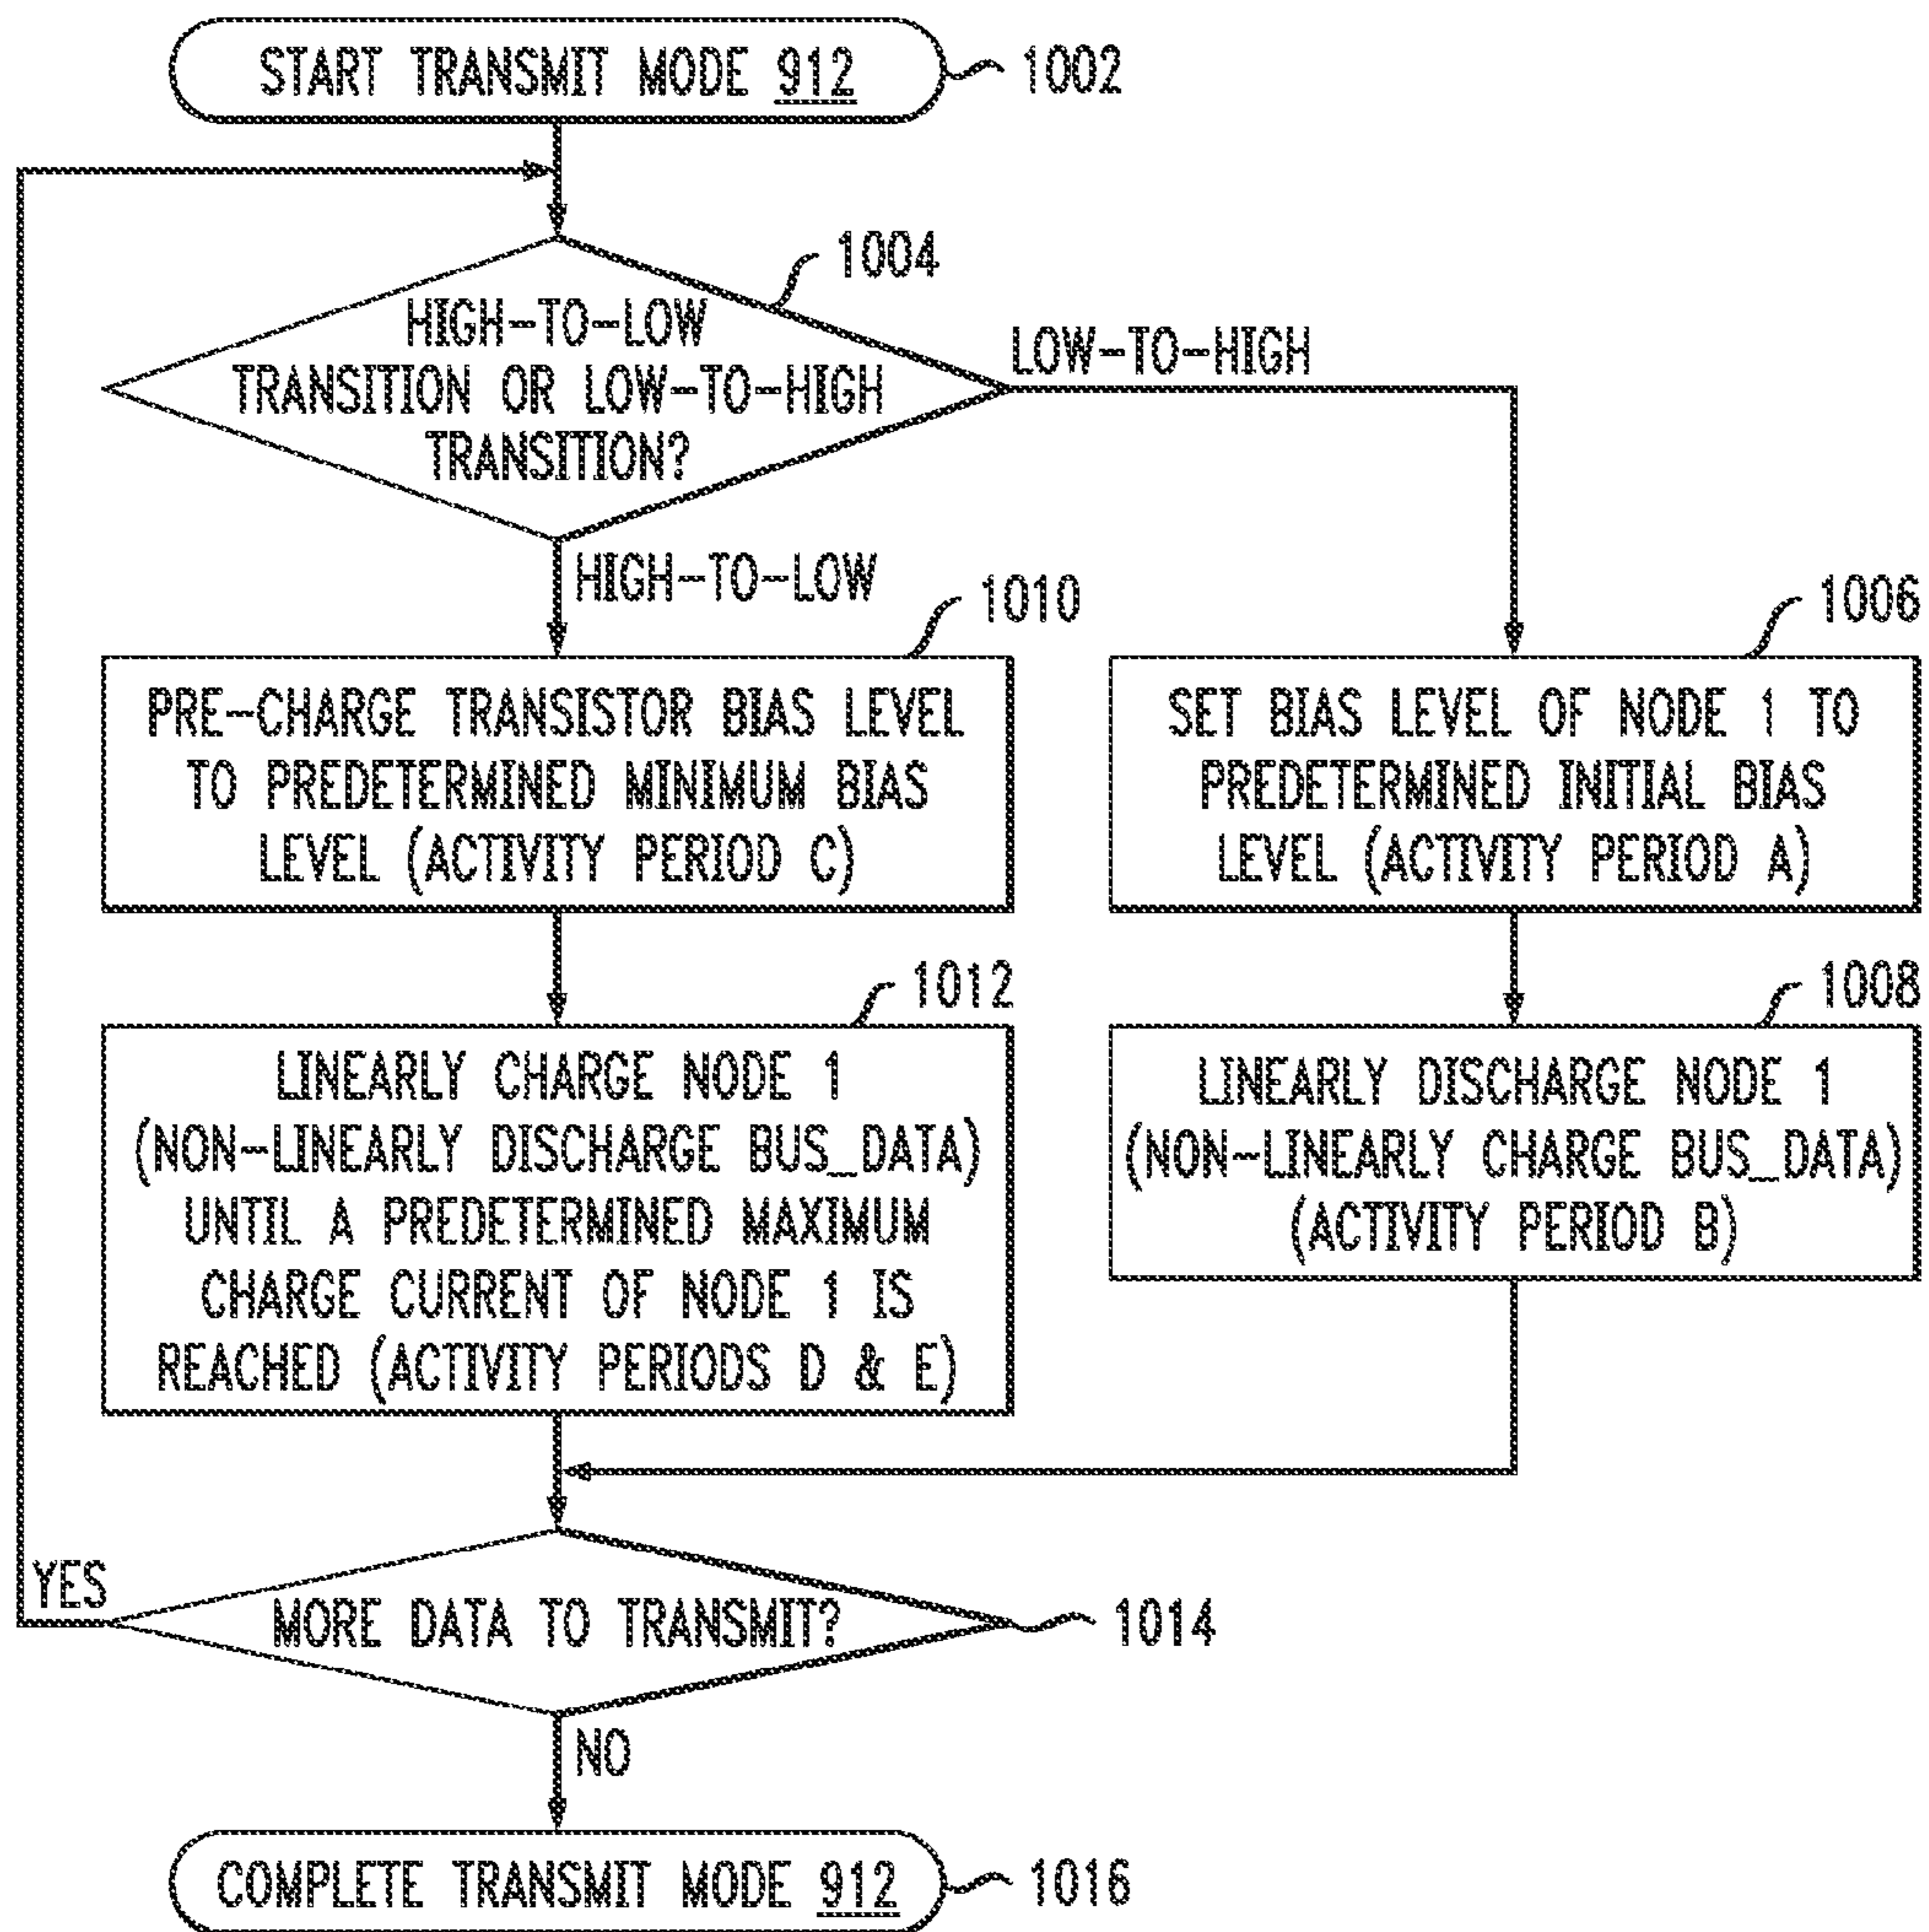 START TRANSMIT MODE 912
1002
1004
HIGH-TO-LOW
TRANSITION OR LOW-TO-HIGH
TRANSITION?
LOW-TO-HIGH
HIGH-TO-LOW
1010
1006
PRE-CHARGE TRANSISTOR BIAS LEVEL
TO PREDETERMINED MINIMUM BIAS
LEVEL (ACTIVITY PERIOD C)
SET BIAS LEVEL OF NODE 1 TO
PREDETERMINED INITIAL BIAS
LEVEL (ACTIVITY PERIOD A)
1012
1008
LINEARLY CHARGE NODE 1
(NON-LINEARLY DISCHARGE BUS_DATA)
UNTIL A PREDETERMINED MAXIMUM
CHARGE CURRENT OF NODE 1 IS
REACHED (ACTIVITY PERIODS D & E)
LINEARLY DISCHARGE NODE 1
(NON-LINEARLY CHARGE BUS_DATA)
(ACTIVITY PERIOD B)
YES
MORE DATA TO TRANSMIT?
1014
NO
COMPLETE TRANSMIT MODE 912
1016